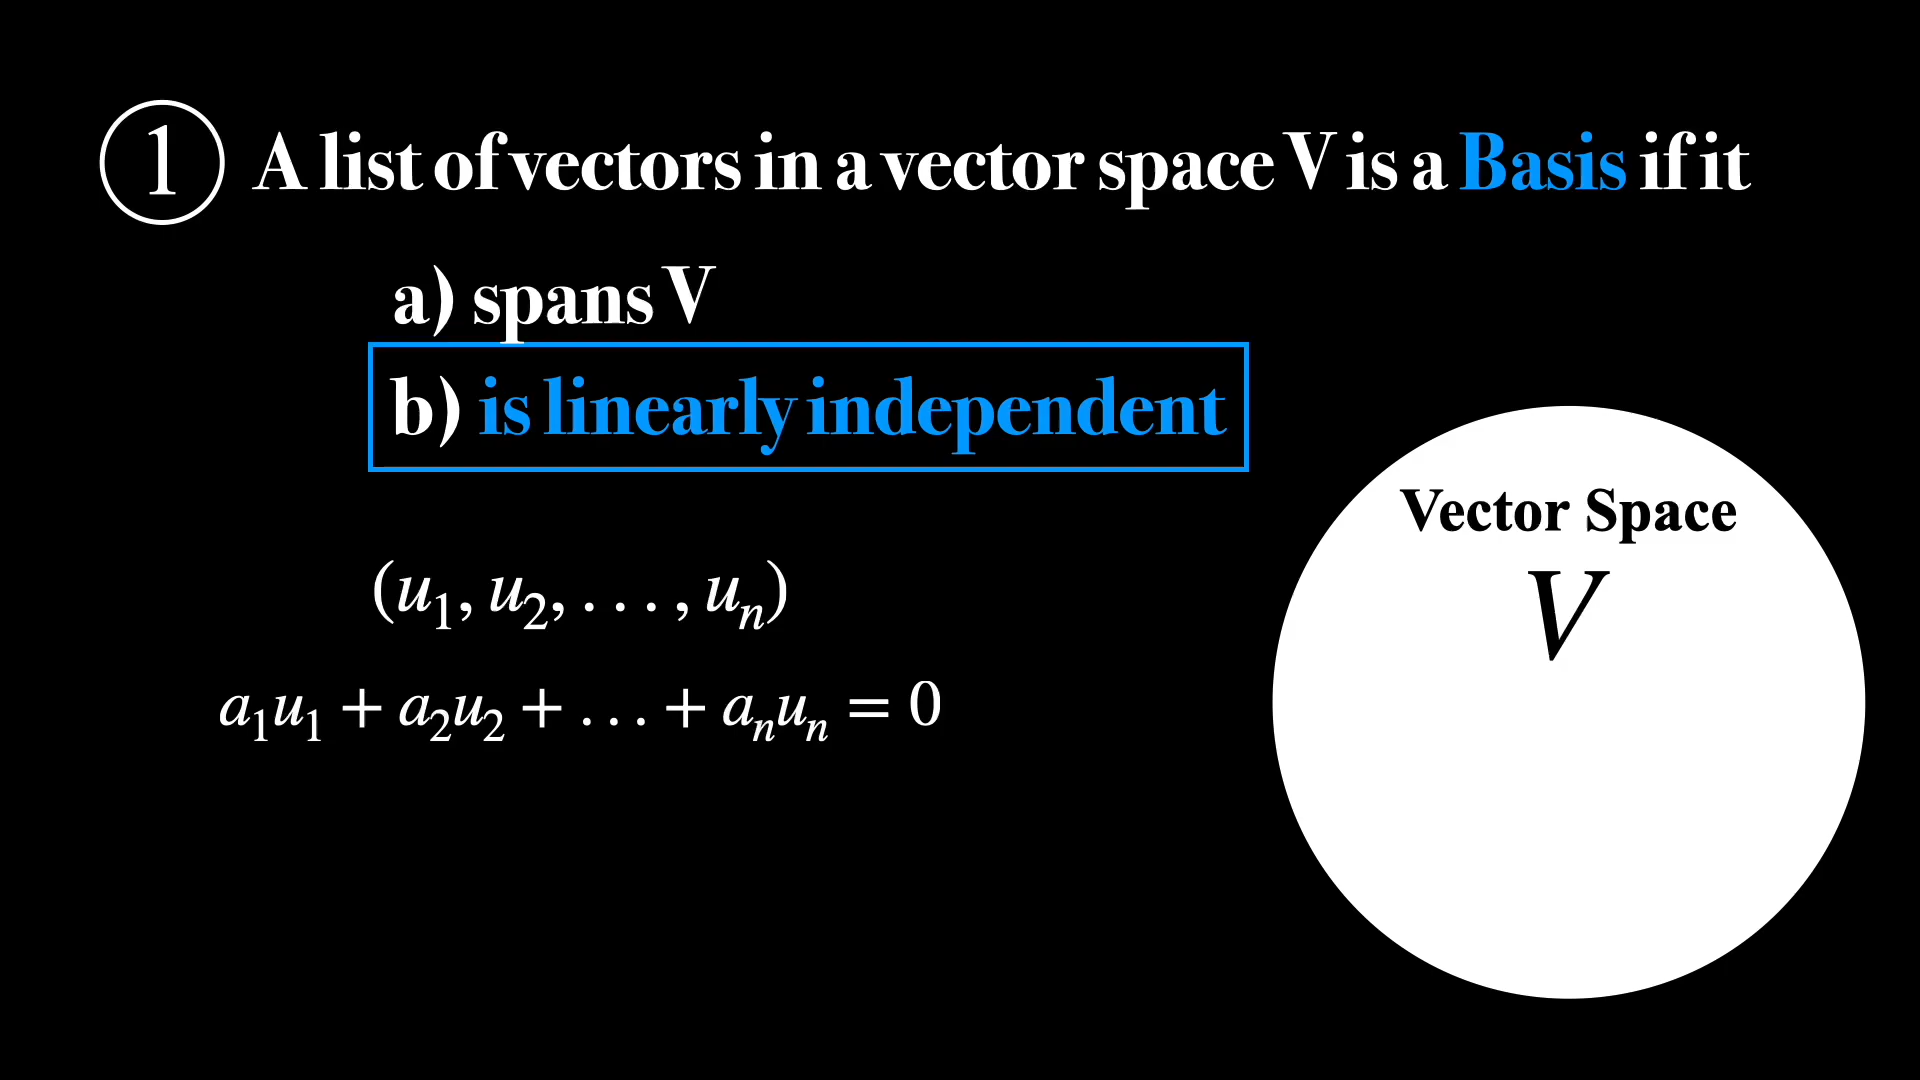 1 A list of vectors in a vector space V is a Basis if it
a) spans V
b) is linearly independent
(u₁, u₂, . . . , uₙ)
a₁u₁ + a₂u₂ + . . . + aₙuₙ = 0
Vector Space
V